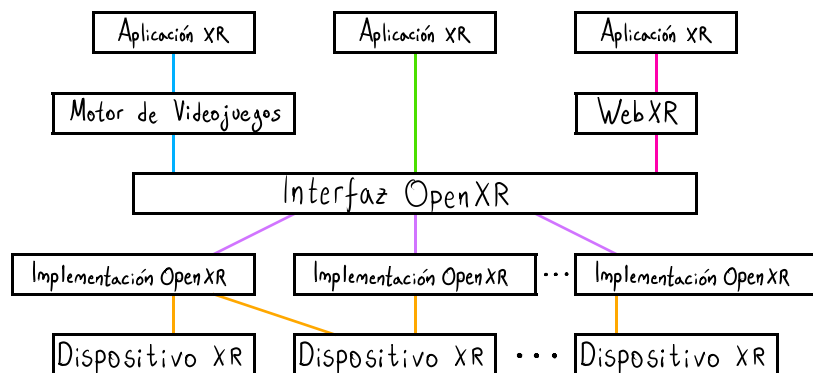 Aplicación XR
Aplicación XR
Aplicación XR
Motor de Videojuegos
WebXR
Interfaz OpenXR
Implementación OpenXR
Implementación OpenXR
...
Implementación OpenXR
Dispositivo XR
Dispositivo XR
...
Dispositivo XR